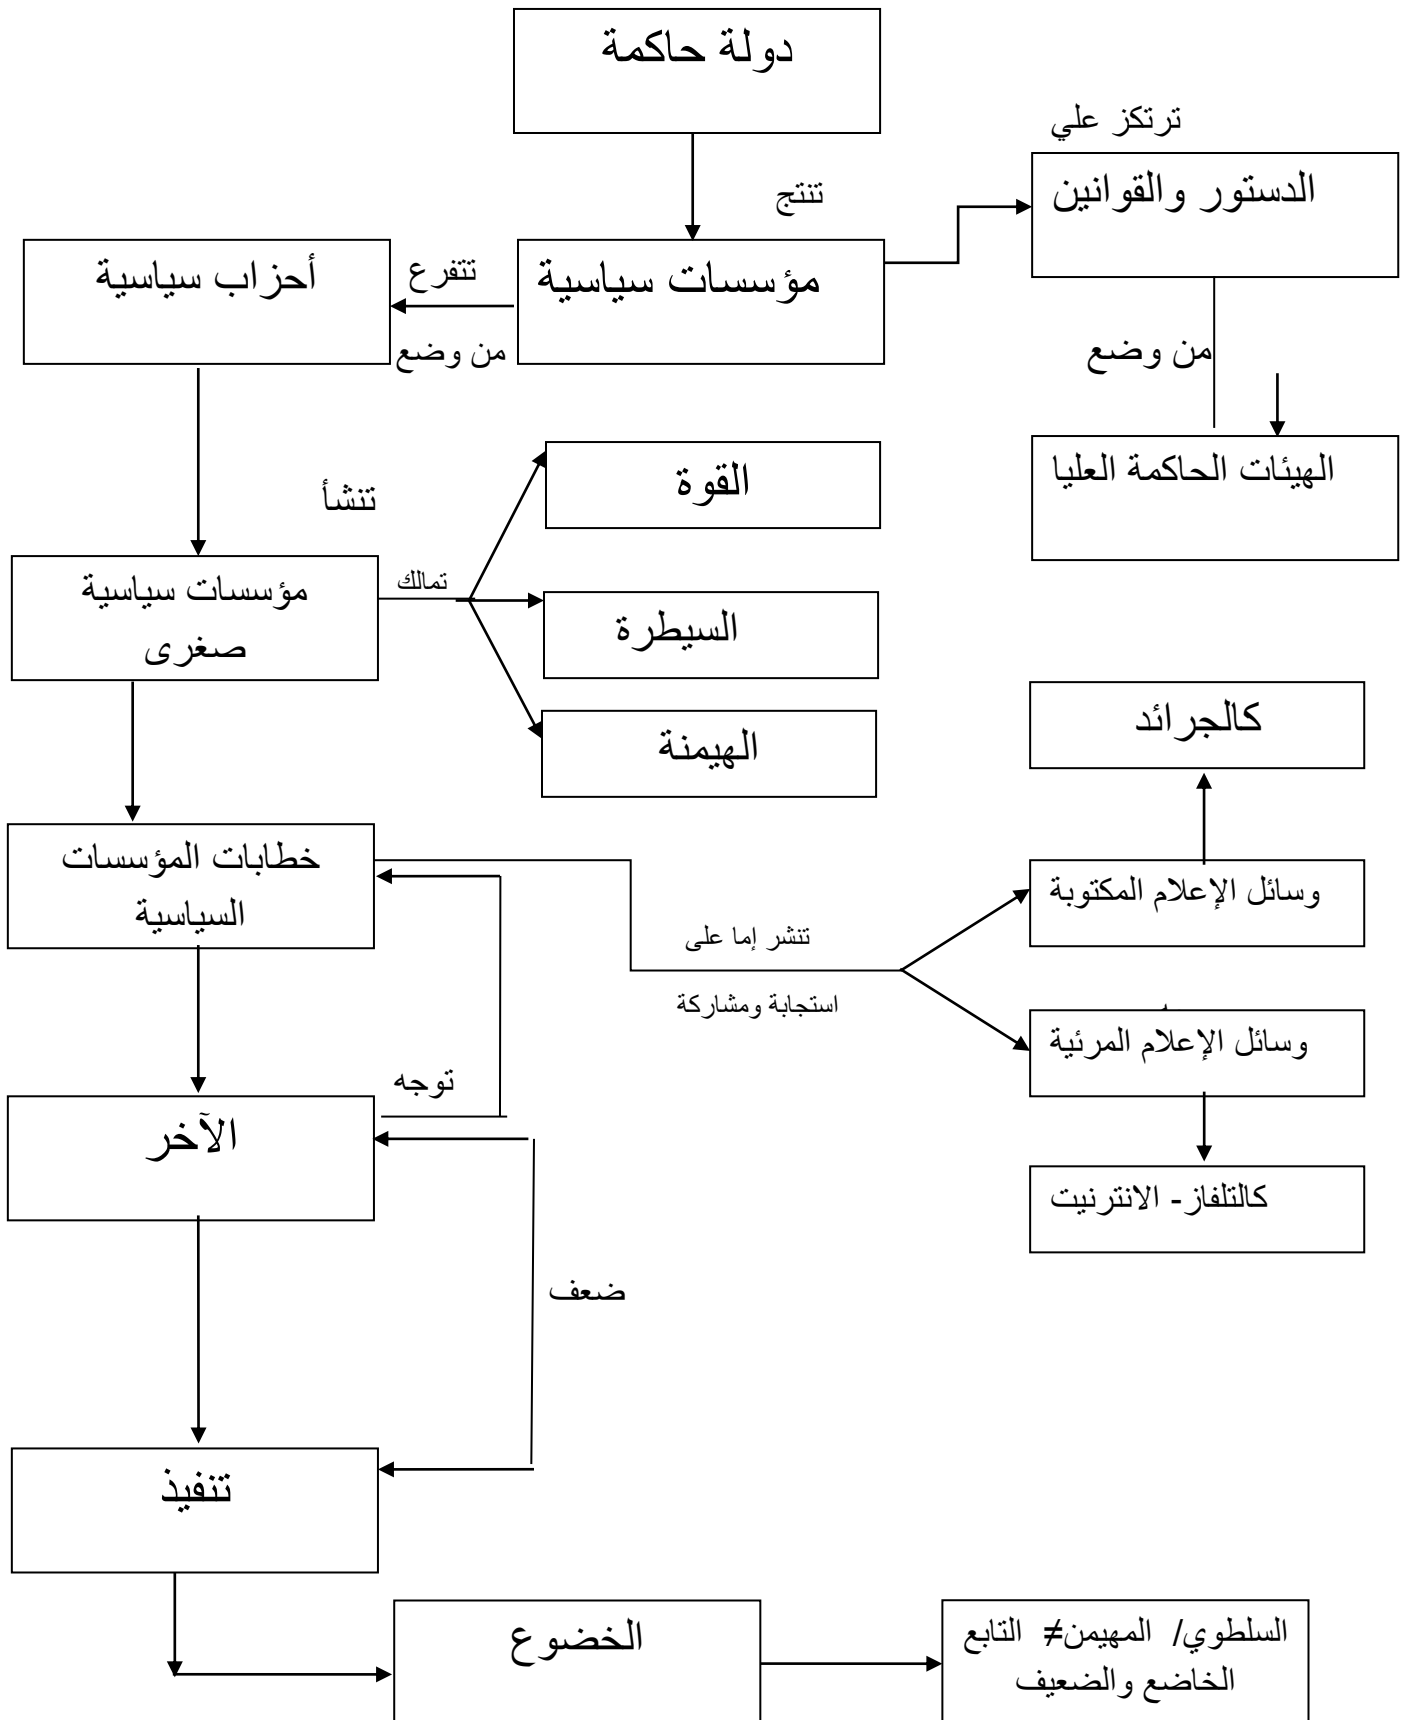 دولة حاكمة
ترتكز علي
الدستور والقوانين
تنتج
مؤسسات سياسية
تتفرع
أحزاب سياسية
من وضع
من وضع
الهيئات الحاكمة العليا
القوة
تنشأ
مؤسسات سياسية
صغرى
تمالك
السيطرة
الهيمنة
كالجرائد
خطابات المؤسسات
السياسية
وسائل الإعلام المكتوبة
تنشر إما على
استجابة ومشاركة
وسائل الإعلام المرئية
توجه
الآخر
كالتلفاز- الانترنيت
ضعف
تنفيذ
الخضوع
السلطوي/ المهيمن≠ التابع
الخاضع والضعيف